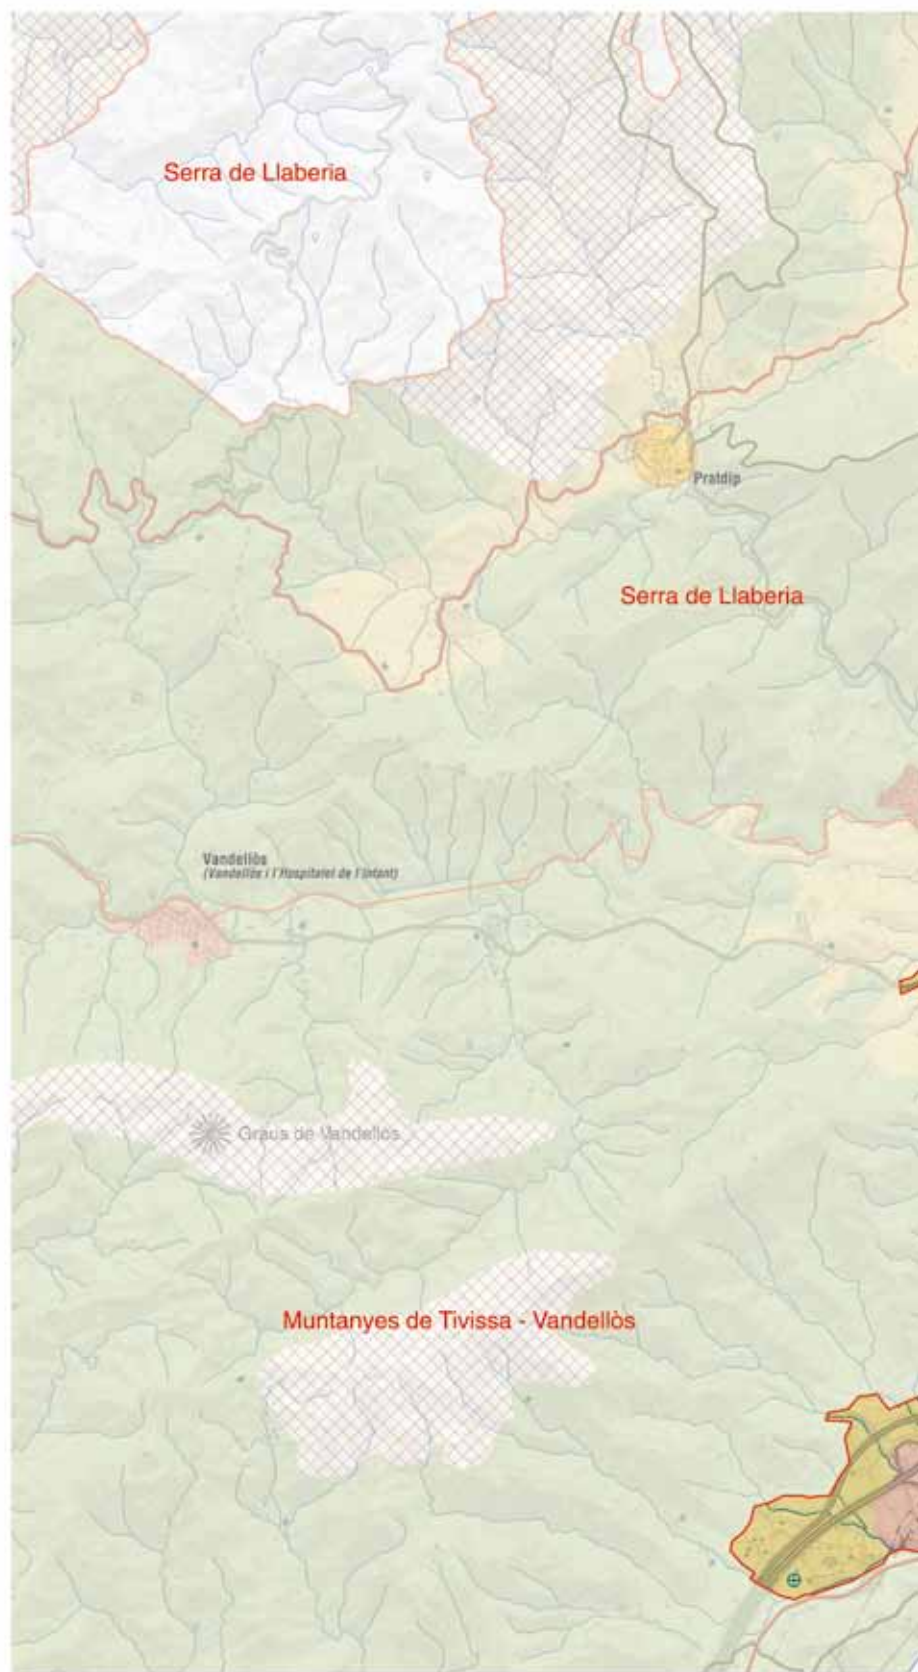 Serra de Llaberia
Pratdip
Serra de Llaberia
Vandellòs
(Vandellòs i l'Hospitalet de l'Infant)
Graus de Vandellòs
Muntanyes de Tivissa - Vandellòs